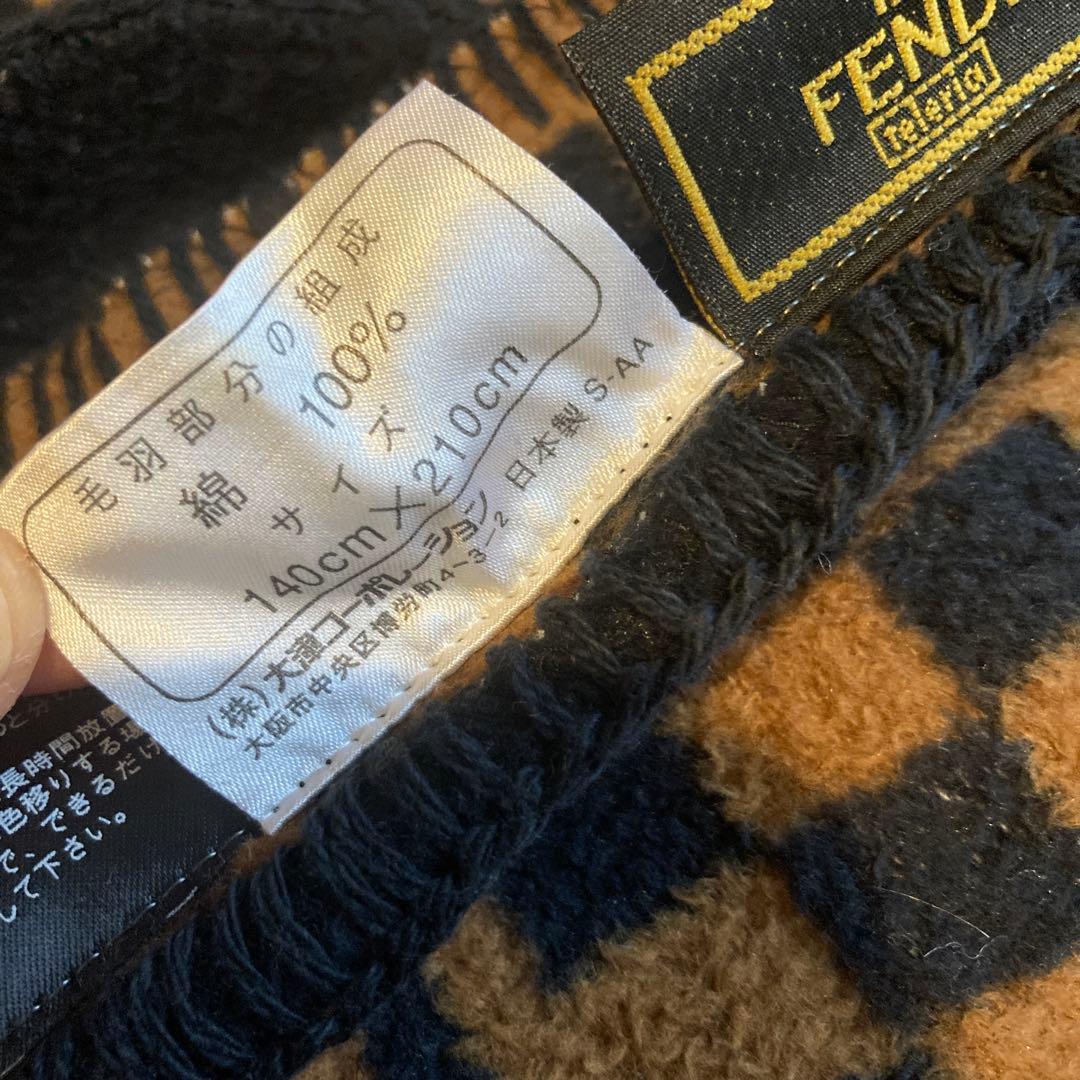 FEND
Telerie
毛羽部分の組成
綿 100%
サイズ
140cm×210cm
(株)大達コーポレーション
大阪市中央区博労町4-3-2
日本製 S-AA
長時間放置
色移りする場
で、できるだけ
して下さい。